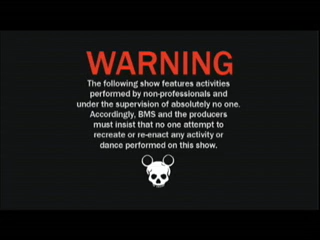 WARNING
The following show features activities
performed by non-professionals and
under the supervision of absolutely no one.
Accordingly, BMS and the producers
must insist that no one attempt to
recreate or re-enact any activity or
dance performed on this show.